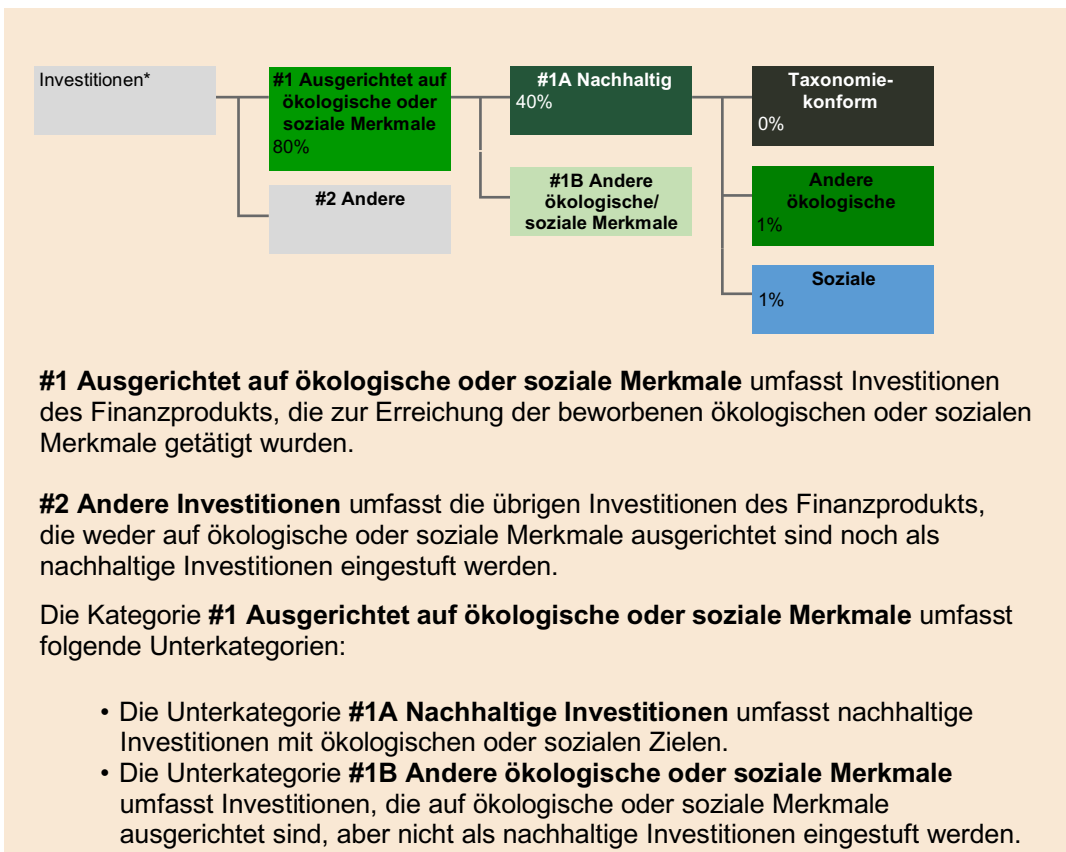 Investitionen*
#1 Ausgerichtet auf
ökologische oder
soziale Merkmale
80%
#2 Andere
#1A Nachhaltig
40%
#1B Andere
ökologische/
soziale Merkmale
Taxonomie-
konform
0%
Andere
ökologische
1%
Soziale
1%
#1 Ausgerichtet auf ökologische oder soziale Merkmale umfasst Investitionen
des Finanzprodukts, die zur Erreichung der beworbenen ökologischen oder sozialen
Merkmale getätigt wurden.
#2 Andere Investitionen umfasst die übrigen Investitionen des Finanzprodukts,
die weder auf ökologische oder soziale Merkmale ausgerichtet sind noch als
nachhaltige Investitionen eingestuft werden.
Die Kategorie #1 Ausgerichtet auf ökologische oder soziale Merkmale umfasst
folgende Unterkategorien:
• Die Unterkategorie #1A Nachhaltige Investitionen umfasst nachhaltige
Investitionen mit ökologischen oder sozialen Zielen.
• Die Unterkategorie #1B Andere ökologische oder soziale Merkmale
umfasst Investitionen, die auf ökologische oder soziale Merkmale
ausgerichtet sind, aber nicht als nachhaltige Investitionen eingestuft werden.